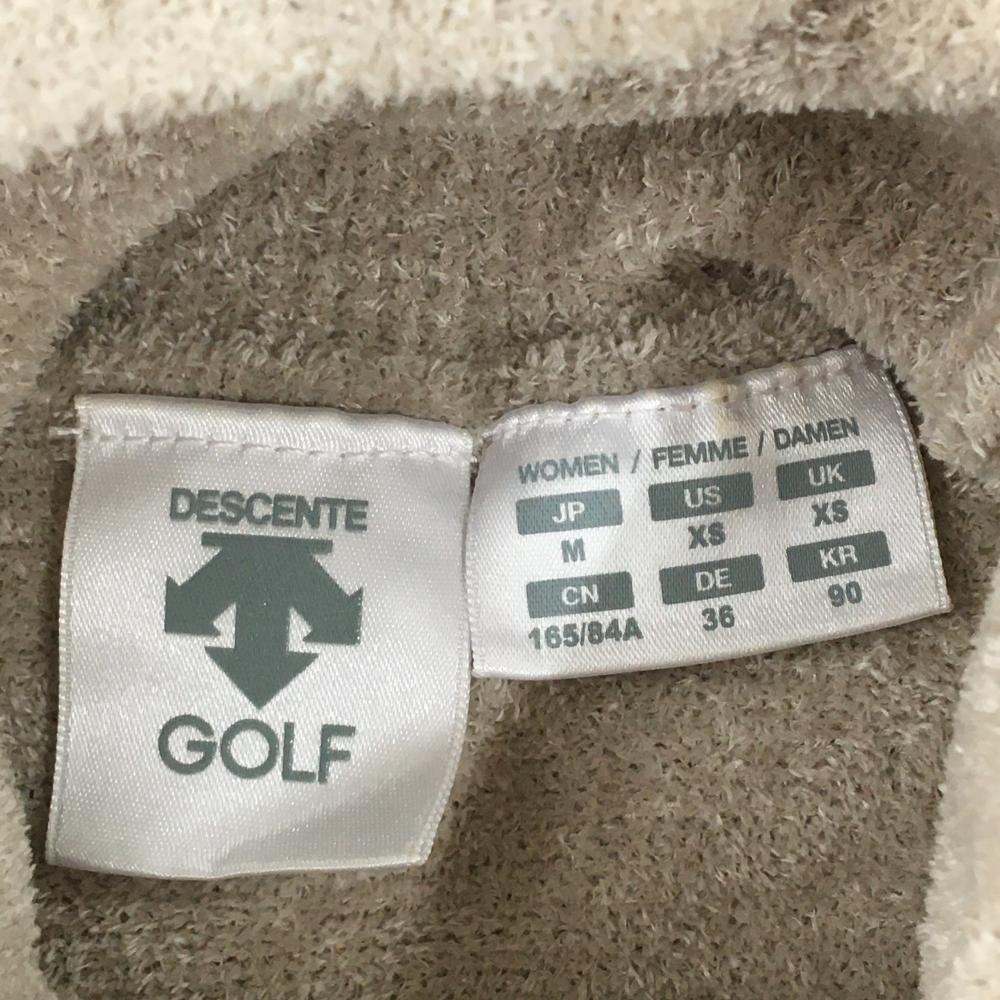 DESCENTE
GOLF
WOMEN / FEMME / DAMEN
JP US UK
M XS XS
CN DE KR
165/84A 36 90